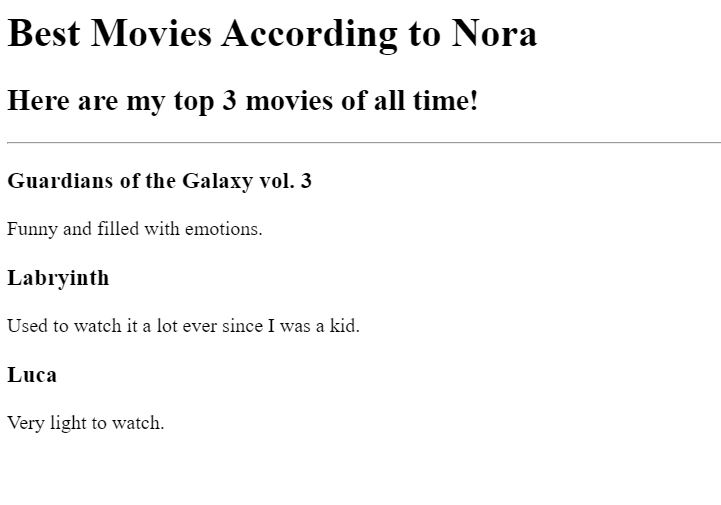 Best Movies According to Nora
Here are my top 3 movies of all time!
Guardians of the Galaxy vol. 3
Funny and filled with emotions.
Labryinth
Used to watch it a lot ever since I was a kid.
Luca
Very light to watch.